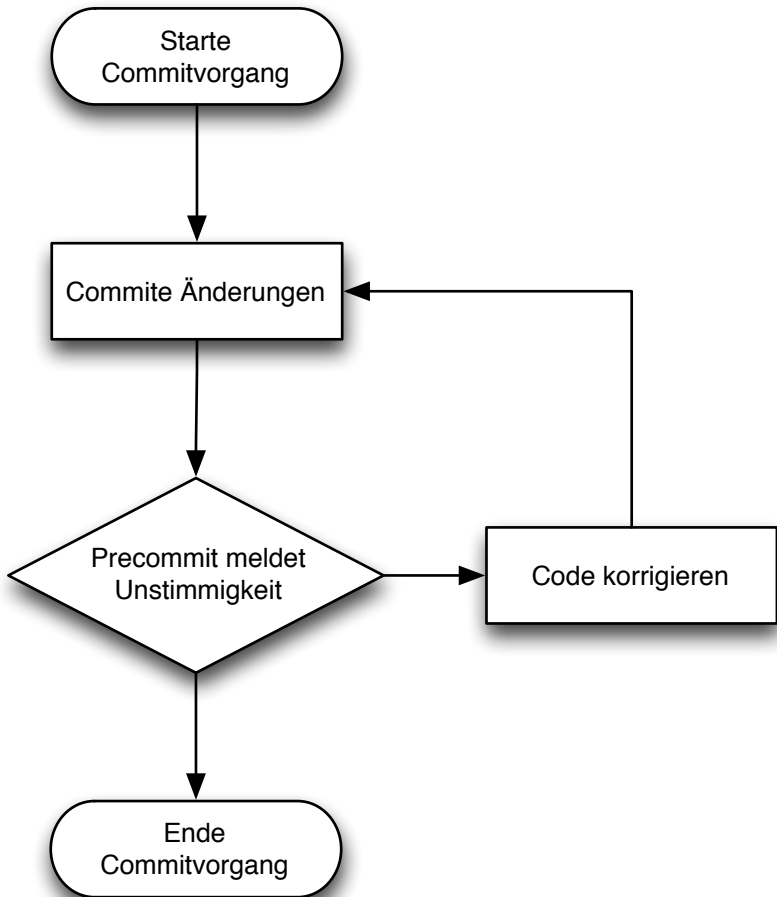 Starte
Commitvorgang
Commite Änderungen
Precommit meldet
Unstimmigkeit
Code korrigieren
Ende
Commitvorgang